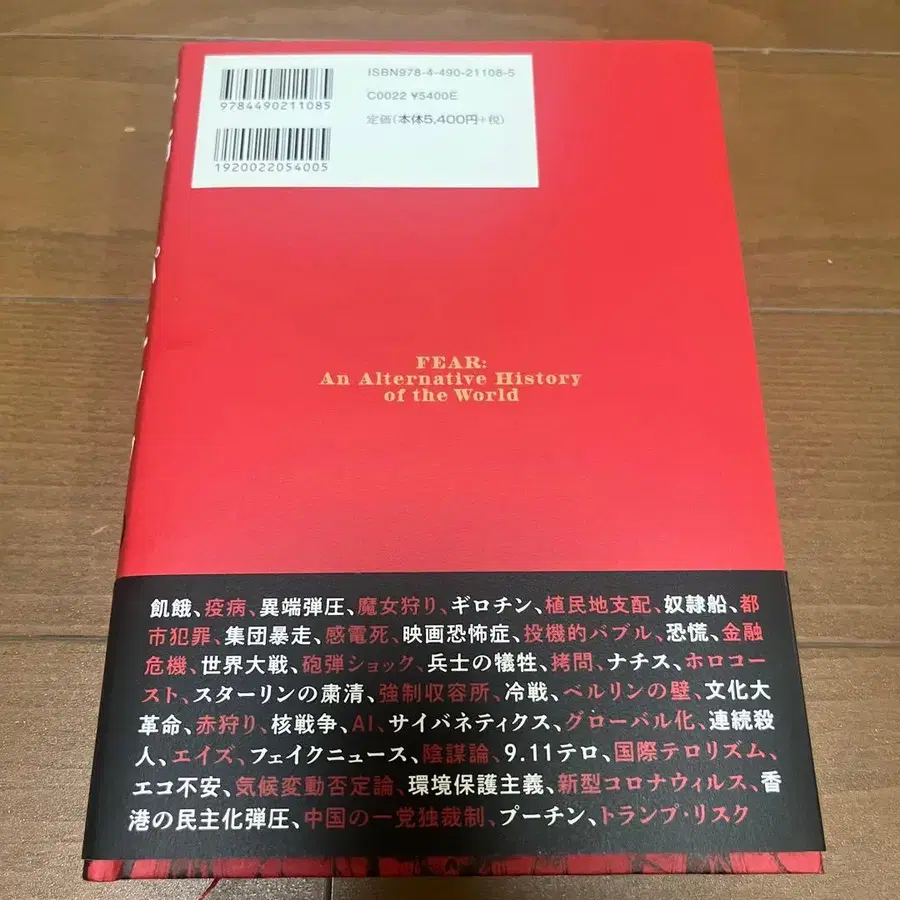 ISBN978-4-490-21108-5
9784490211085
C0022 ¥5400E
定価(本体5,400円+税)
1920022054005
FEAR:
An Alternative History
of the World
飢餓、疫病、異端弾圧、魔女狩り、ギロチン、植民地支配、奴隷船、都
市犯罪、集団暴走、感電死、映画恐怖症、投機的バブル、恐慌、金融
危機、世界大戦、砲弾ショック、兵士の犠牲、拷問、ナチス、ホロコー
スト、スターリンの粛清、強制収容所、冷戦、ベルリンの壁、文化大
革命、赤狩り、核戦争、AI、サイバネティクス、グローバル化、連続殺
人、エイズ、フェイクニュース、陰謀論、9.11テロ、国際テロリズム、
エコ不安、気候変動否定論、環境保護主義、新型コロナウィルス、香
港の民主化弾圧、中国の一党独裁制、プーチン、トランプ・リスク